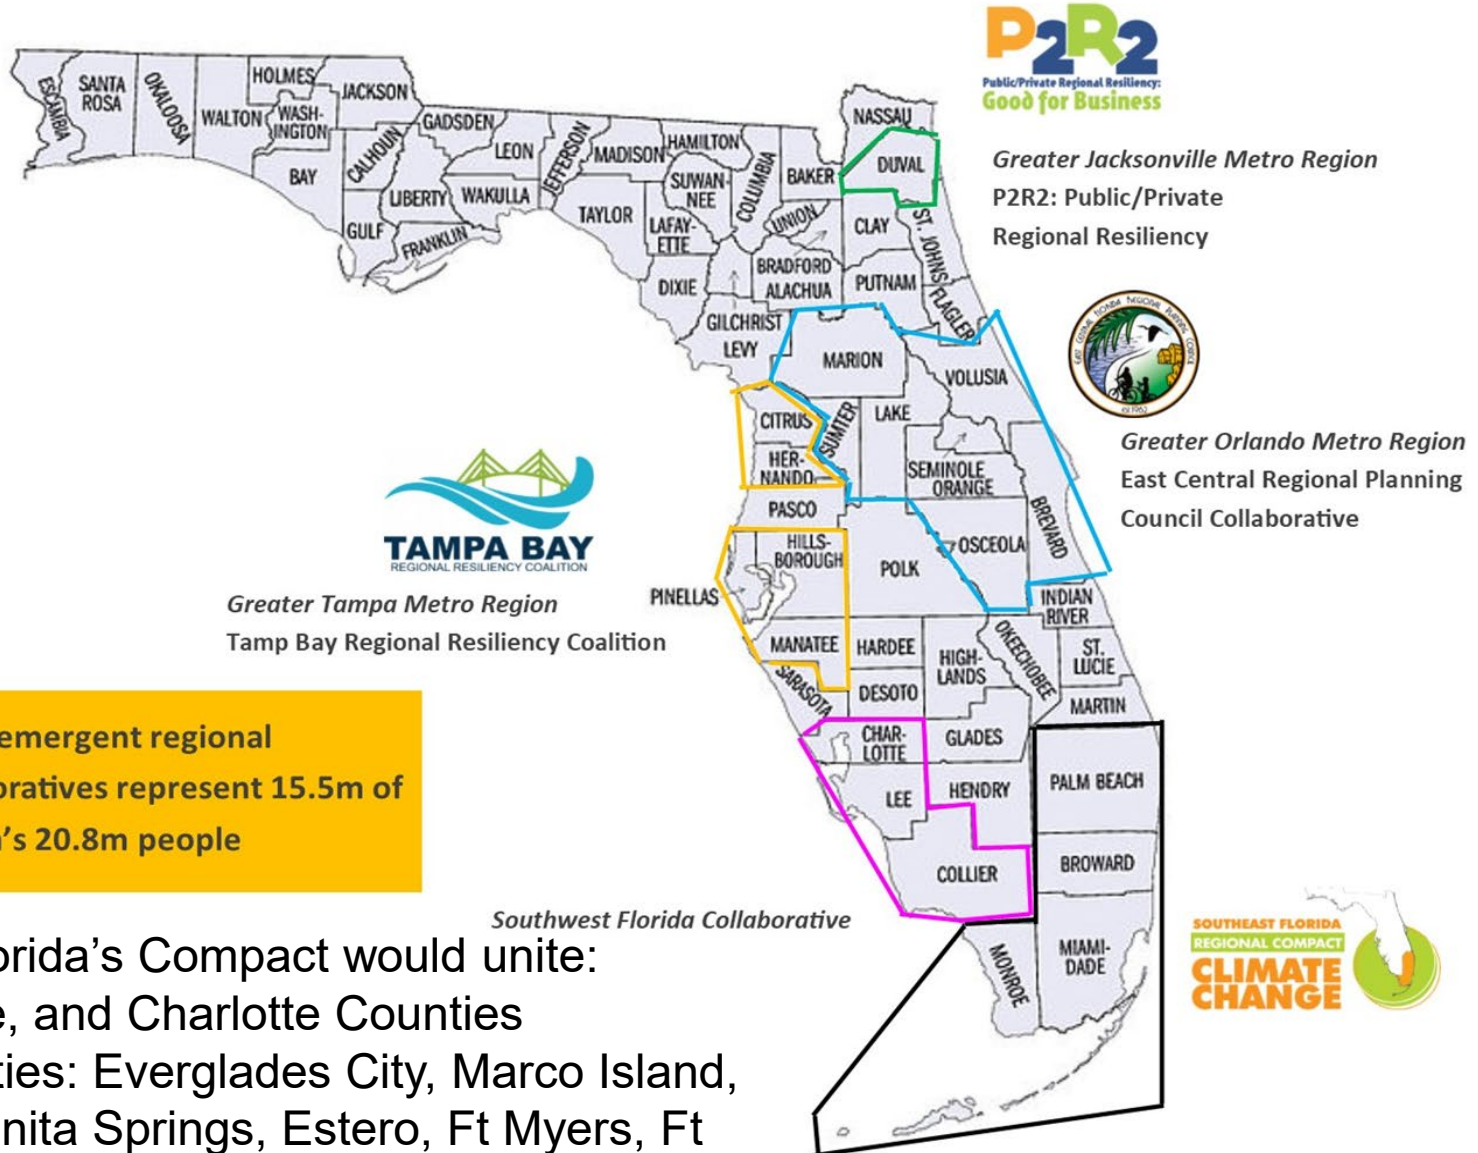 P2R2
Public/Private Regional Resiliency:
Good for Business
Greater Jacksonville Metro Region
P2R2: Public/Private
Regional Resiliency
ESCAMBIA
SANTA
ROSA
OKALOOSA
WALTON
HOLMES
WASH-
INGTON
JACKSON
BAY
CALHOUN
GULF
GADSDEN
LIBERTY
FRANKLIN
LEON
WAKULLA
JEFFERSON
MADISON
TAYLOR
HAMILTON
SUWAN-
NEE
LAFAY-
ETTE
DIXIE
COLUMBIA
BAKER
UNION
BRADFORD
ALACHUA
GILCHRIST
LEVY
NASSAU
DUVAL
CLAY
ST. JOHNS
PUTNAM
FLAGLER
MARION
VOLUSIA
CITRUS
SUMTER
LAKE
HER-
NANDO
SEMINOLE
ORANGE
PASCO
BREVARD
HILLS-
BOROUGH
POLK
OSCEOLA
PINELLAS
INDIAN
RIVER
MANATEE
HARDEE
HIGH-
LANDS
OKEECHOBEE
ST.
LUCIE
SARASOTA
DESOTO
MARTIN
CHAR-
LOTTE
GLADES
LEE
HENDRY
PALM BEACH
COLLIER
BROWARD
MONROE
MIAMI-
DADE
EAST CENTRAL FLORIDA REGIONAL PLANNING COUNCIL
est 1962
Greater Orlando Metro Region
East Central Regional Planning
Council Collaborative
TAMPA BAY
REGIONAL RESILIENCY COALITION
Greater Tampa Metro Region
Tamp Bay Regional Resiliency Coalition
emergent regional
oratives represent 15.5m of
's 20.8m people
Southwest Florida Collaborative
SOUTHEAST FLORIDA
REGIONAL COMPACT
CLIMATE
CHANGE
orida's Compact would unite:
e, and Charlotte Counties
ties: Everglades City, Marco Island,
nita Springs, Estero, Ft Myers, Ft